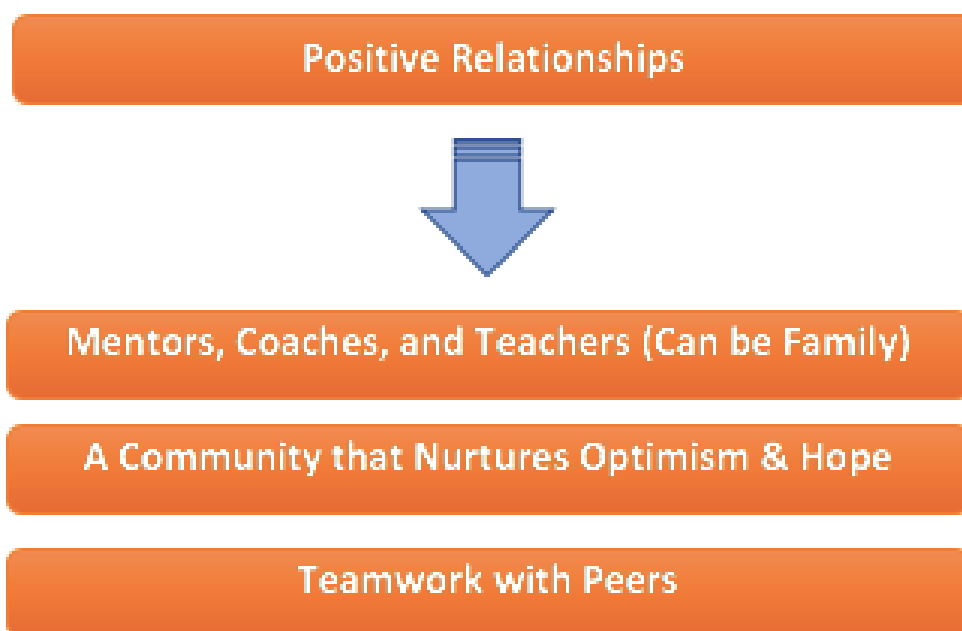 Positive Relationships
Mentors, Coaches, and Teachers (Can be Family)
A Community that Nurtures Optimism & Hope
Teamwork with Peers